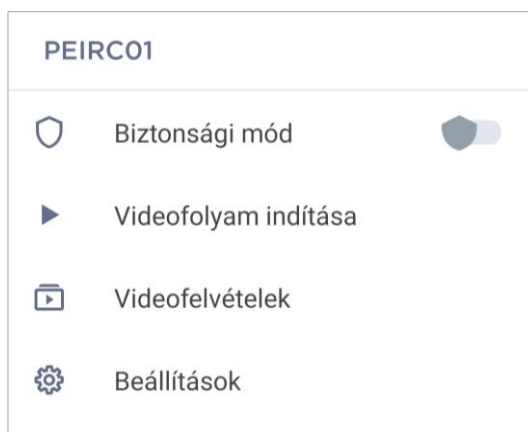 PEIRC01
Biztonsági mód
Videofolyam indítása
Videofelvételek
Beállítások